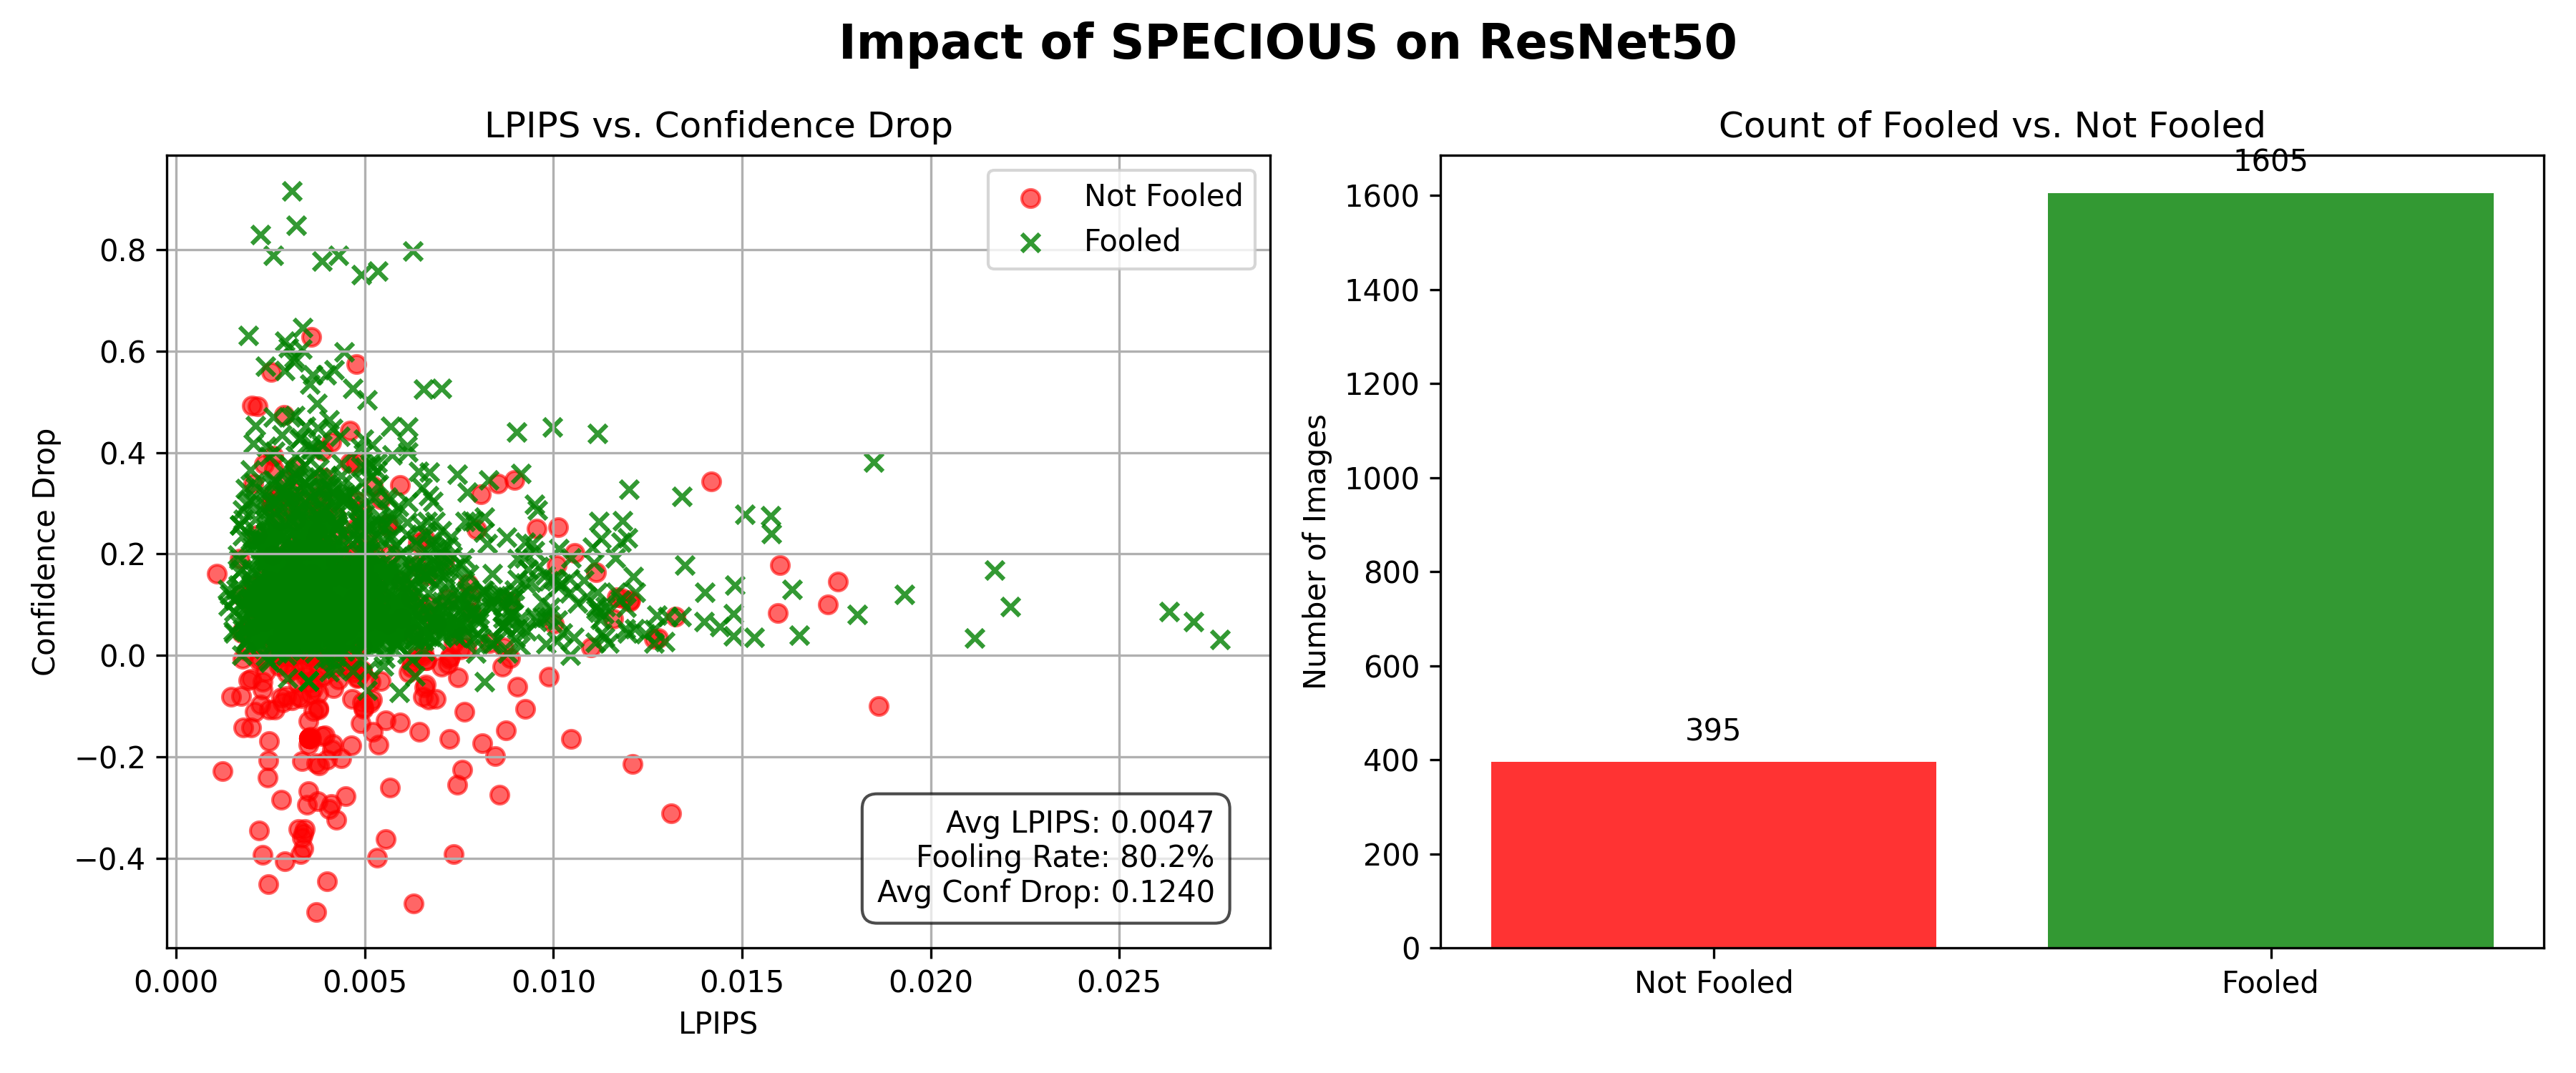 Impact of SPECIOUS on ResNet50
LPIPS vs. Confidence Drop
Confidence Drop
0.8
0.6
0.4
0.2
0.0
−0.2
−0.4
0.000 0.005 0.010 0.015 0.020 0.025
LPIPS
Not Fooled
Fooled
Avg LPIPS: 0.0047
Fooling Rate: 80.2%
Avg Conf Drop: 0.1240
Count of Fooled vs. Not Fooled
Number of Images
1600
1400
1200
1000
800
600
400
200
0
395
1605
Not Fooled Fooled